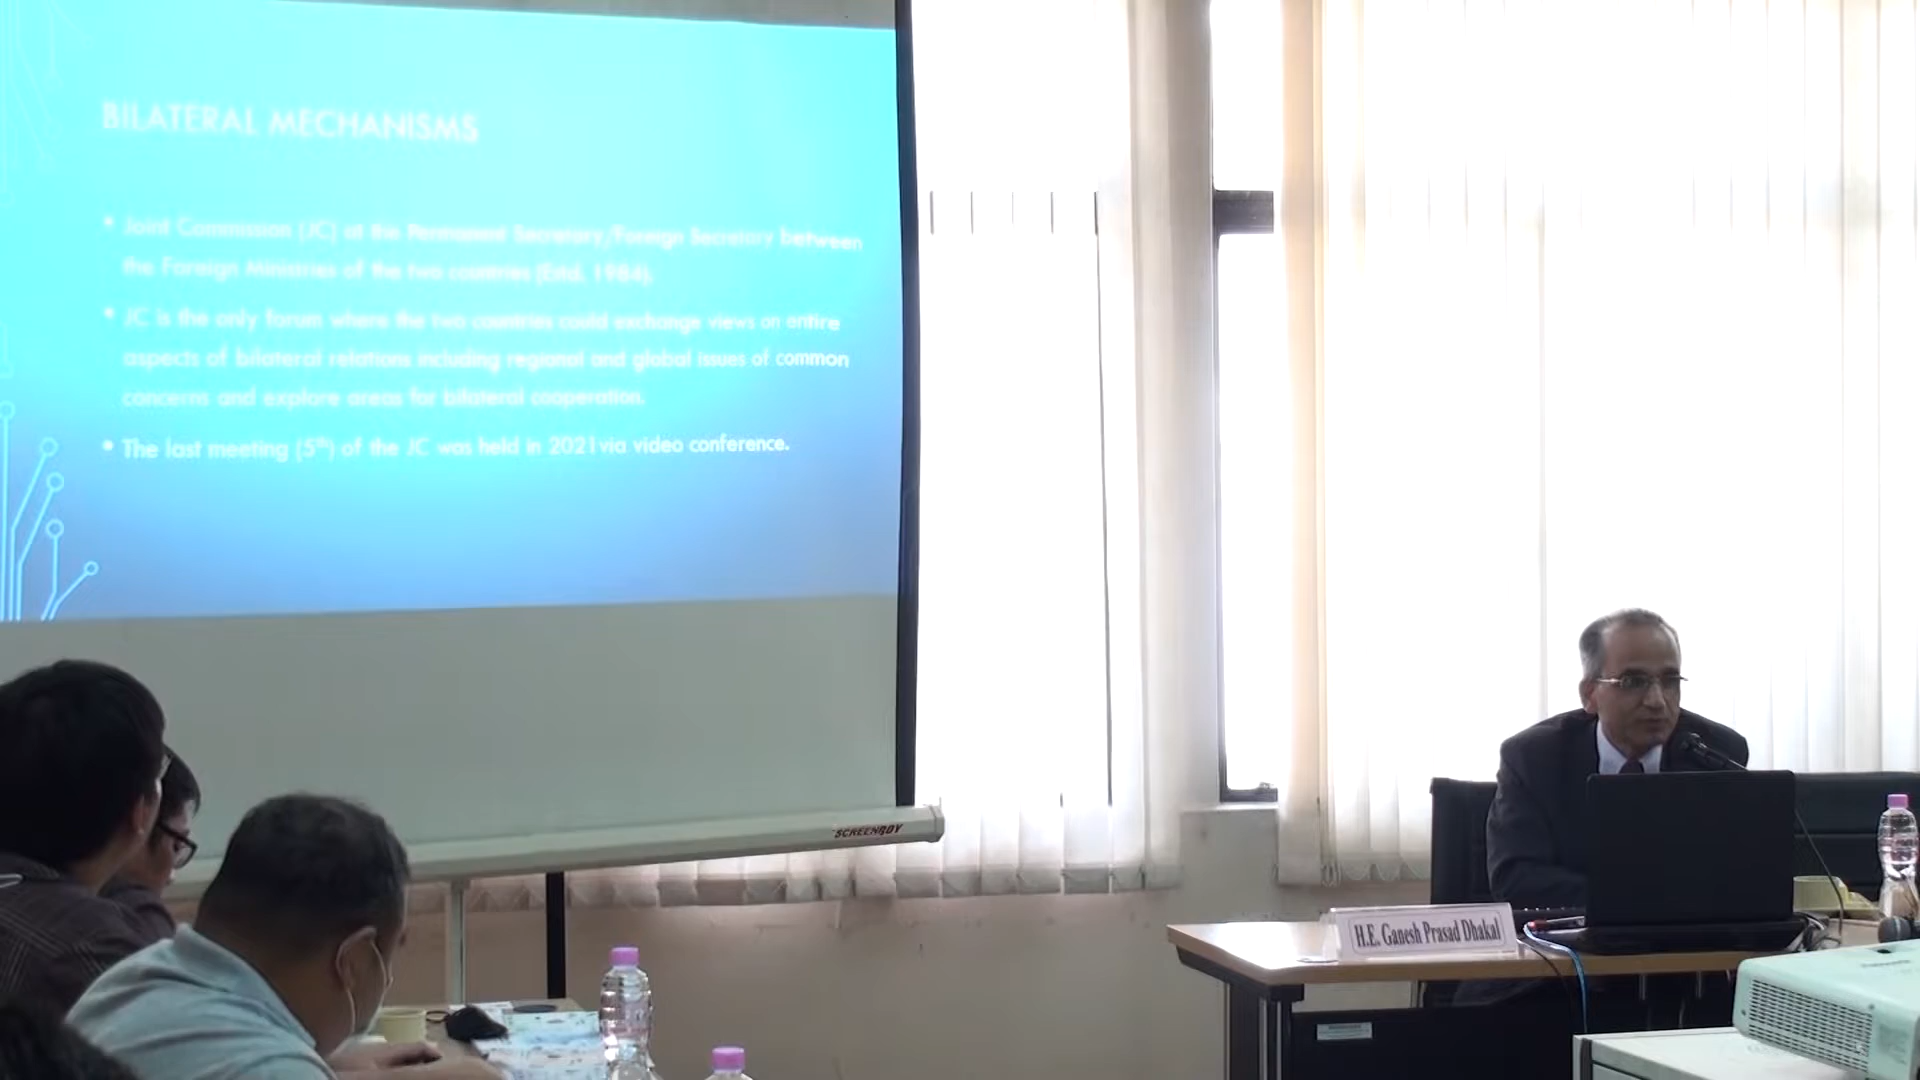 BILATERAL MECHANISMS
• Joint Commission (JC) at the Permanent Secretary/Foreign Secretary between
the Foreign Ministries of the two countries (Estd. 1984).
• JC is the only forum where the two countries could exchange views on entire
aspects of bilateral relations including regional and global issues of common
concerns and explore areas for bilateral cooperation.
• The last meeting (5th) of the JC was held in 2021via video conference.
SCREENBOY
H.E. Ganesh Prasad Dhakal
Panasonic